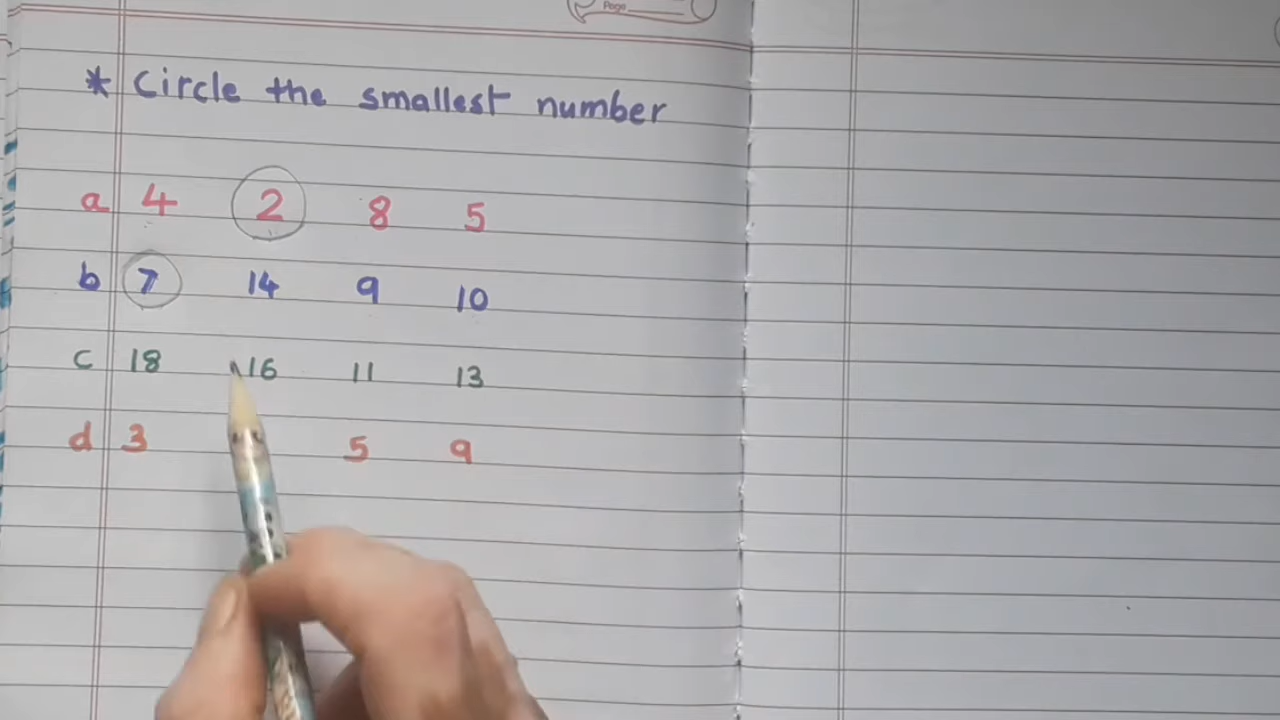 Page
* Circle the smallest number
a 4 2 8 5
b 7 14 9 10
c 18 16 11 13
d 3 5 9